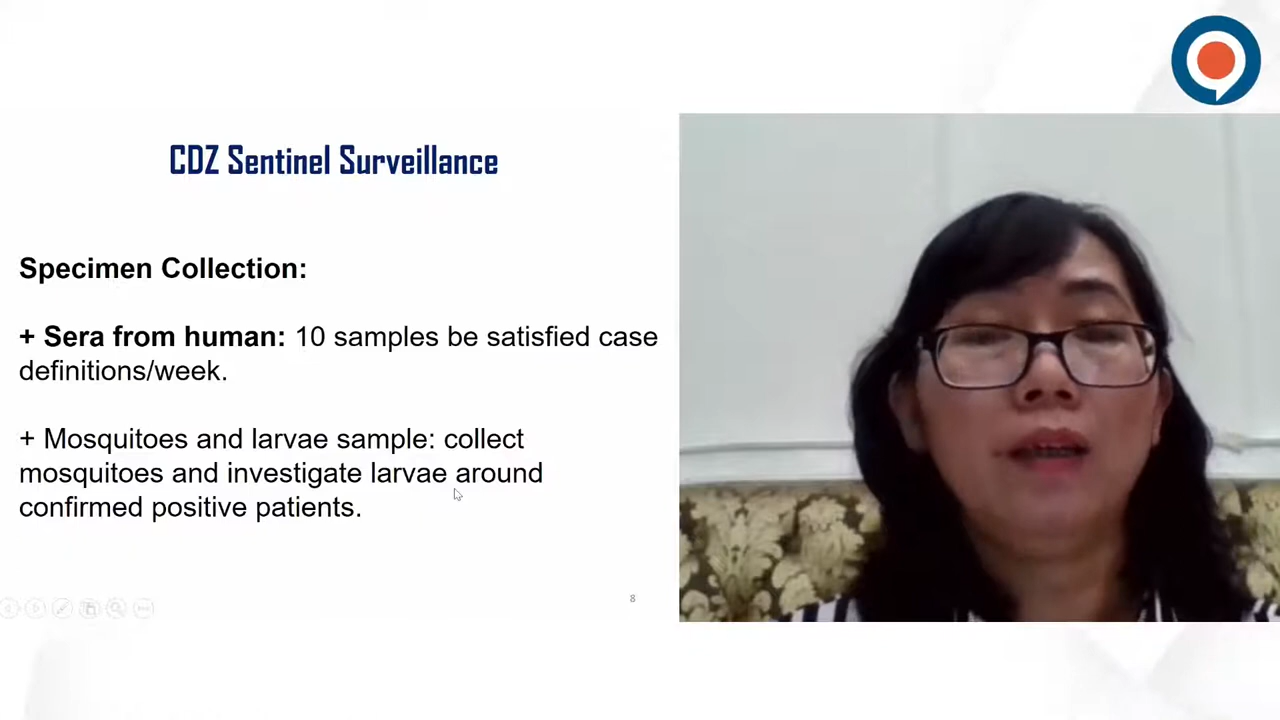 CDZ Sentinel Surveillance
Specimen Collection:
+ Sera from human: 10 samples be satisfied case
definitions/week.
+ Mosquitoes and larvae sample: collect
mosquitoes and investigate larvae around
confirmed positive patients.
8